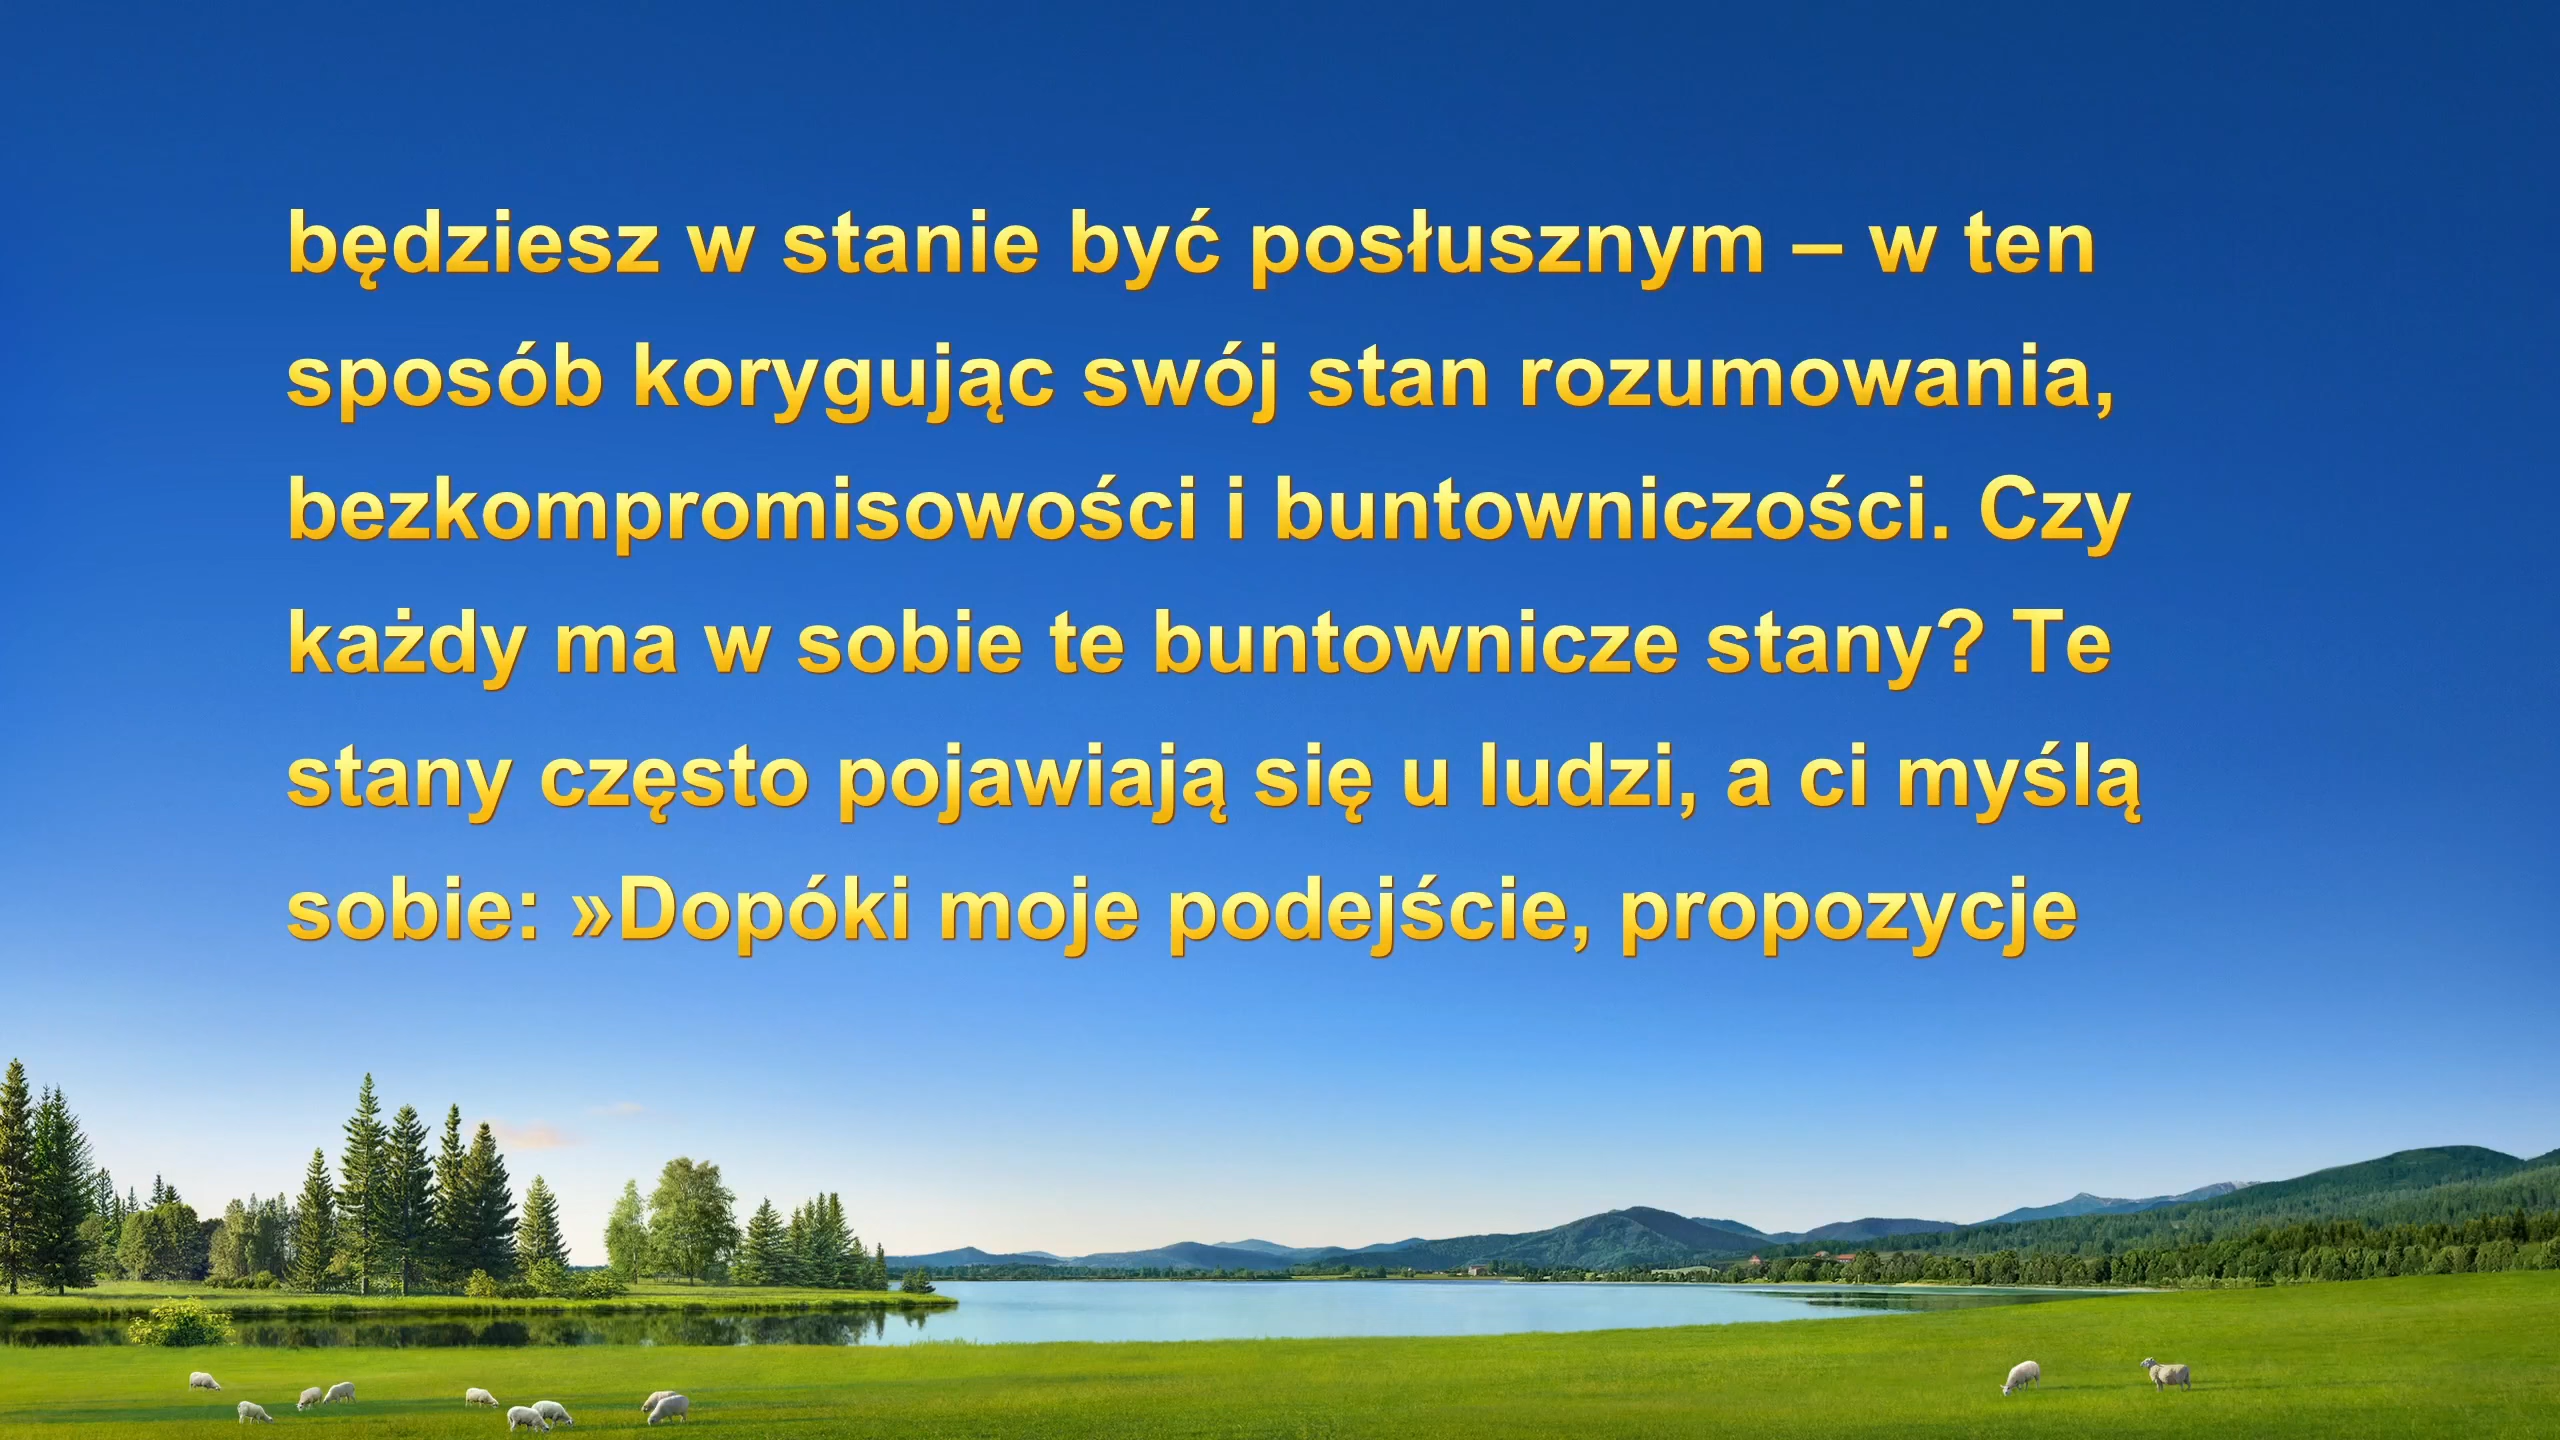 będziesz w stanie być posłusznym – w ten
sposób korygując swój stan rozumowania,
bezkompromisowości i buntowniczości. Czy
każdy ma w sobie te buntownicze stany? Te
stany często pojawiają się u ludzi, a ci myślą
sobie: »Dopóki moje podejście, propozycje